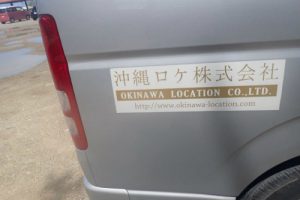 沖縄ロケ株式会社
OKINAWA LOCATION CO.,LTD.
http://www.okinawa-location.com